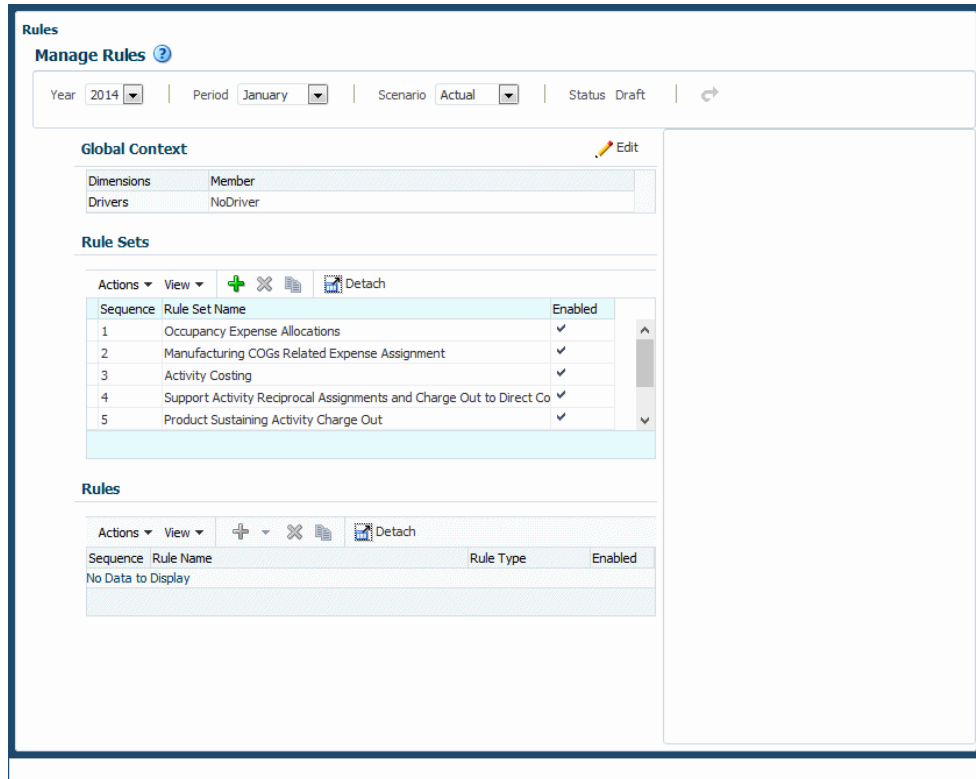 Rules
Manage Rules ?
Year 2014 Period January Scenario Actual Status Draft
Global Context Edit
Dimensions Member
Drivers NoDriver
Rule Sets
Actions View Detach
Sequence Rule Set Name Enabled
1 Occupancy Expense Allocations
2 Manufacturing COGs Related Expense Assignment
3 Activity Costing
4 Support Activity Reciprocal Assignments and Charge Out to Direct Co
5 Product Sustaining Activity Charge Out
Rules
Actions View Detach
Sequence Rule Name Rule Type Enabled
No Data to Display